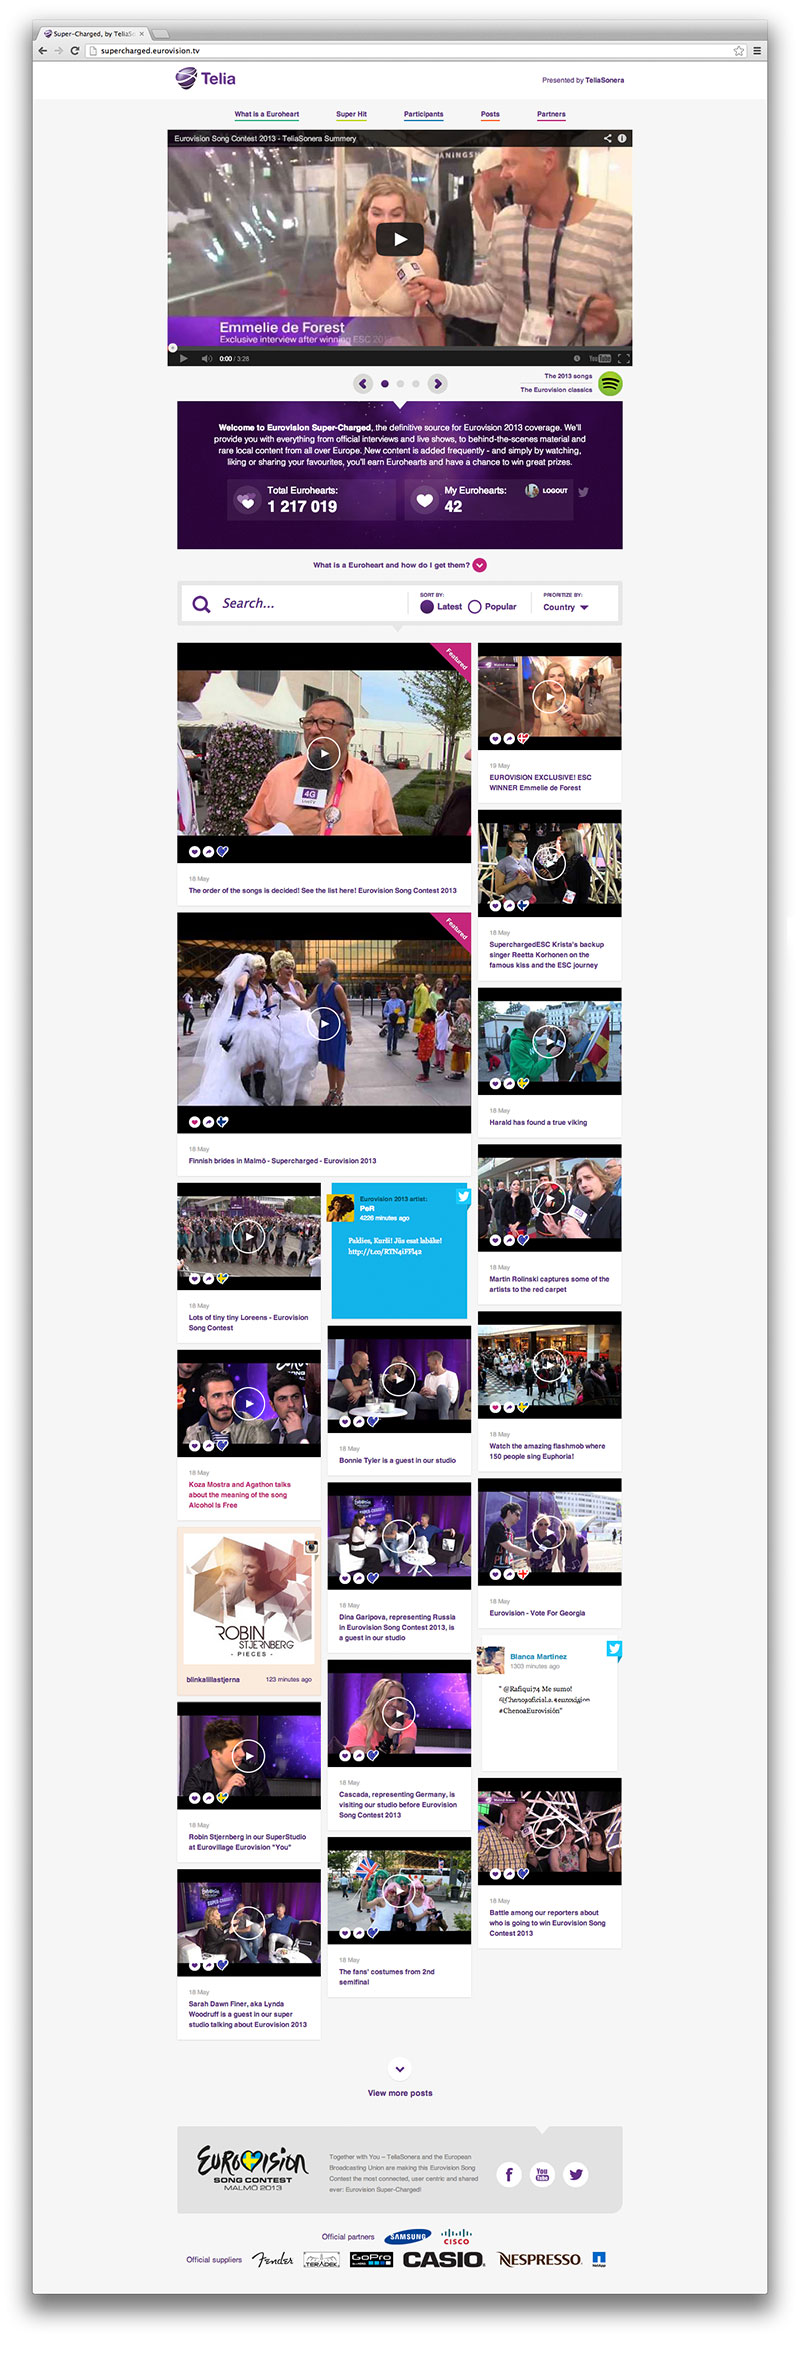 Super-Charged, by TeliaSo
supercharged.eurovision.tv
Telia
Presented by TeliaSonera
What is a Euroheart
Super Hit
Participants
Posts
Partners
Eurovision Song Contest 2013 - TeliaSonera Summery
Emmelie de Forest
Exclusive interview after winning ESC 2013
0:00 / 3:28
YouTube
The 2013 songs
The Eurovision classics
Welcome to Eurovision Super-Charged, the definitive source for Eurovision 2013 coverage. We'll
provide you with everything from official interviews and live shows, to behind-the-scenes material and
rare local content from all over Europe. New content is added frequently - and simply by watching,
liking or sharing your favourites, you'll earn Eurohearts and have a chance to win great prizes.
Total Eurohearts:
1 217 019
My Eurohearts:
42
LOGOUT
What is a Euroheart and how do I get them?
Search...
SORT BY:
Latest
Popular
PRIORITIZE BY:
Country
Featured
4G
18 May
The order of the songs is decided! See the list here! Eurovision Song Contest 2013
19 May
EUROVISION EXCLUSIVE! ESC
WINNER Emmelie de Forest
18 May
SuperchargedESC Krista's backup
singer Reetta Korhonen on the
famous kiss and the ESC journey
Featured
18 May
Finnish brides in Malmö - Supercharged - Eurovision 2013
18 May
Harald has found a true viking
18 May
Martin Rolinski captures some of the
artists to the red carpet
18 May
Lots of tiny tiny Loreens - Eurovision
Song Contest
Eurovision 2013 artist:
PeR
4226 minutes ago
Paldies, Kurši! Jūs esat labāke!
http://t.co/RTN4iFFl42
18 May
Koza Mostra and Agathon talks
about the meaning of the song
Alcohol Is Free
18 May
Bonnie Tyler is a guest in our studio
18 May
Watch the amazing flashmob where
150 people sing Euphoria!
ROBIN
STJERNBERG
- PIECES -
blinkalillastjerna
123 minutes ago
18 May
Dina Garipova, representing Russia
in Eurovision Song Contest 2013, is
a guest in our studio
18 May
Eurovision - Vote For Georgia
Blanca Martinez
1303 minutes ago
" @Rafiqui74 Me sumo!
#ChenoaEurovisión"
18 May
Robin Stjernberg in our SuperStudio
at Eurovillage Eurovision "You"
18 May
Cascada, representing Germany, is
visiting our studio before Eurovision
Song Contest 2013
18 May
Battle among our reporters about
who is going to win Eurovision Song
Contest 2013
18 May
Sarah Dawn Finer, aka Lynda
Woodruff is a guest in our super
studio talking about Eurovision 2013
18 May
The fans' costumes from 2nd
semifinal
View more posts
EUROVISION
SONG CONTEST
MALMÖ 2013
Together with You – TeliaSonera and the European
Broadcasting Union are making this Eurovision Song
Contest the most connected, user centric and shared
ever: Eurovision Super-Charged!
You Tube
Official partners
SAMSUNG
CISCO
Official suppliers
Fender
TERADEK
GoPro
CASIO
NESPRESSO
NetApp